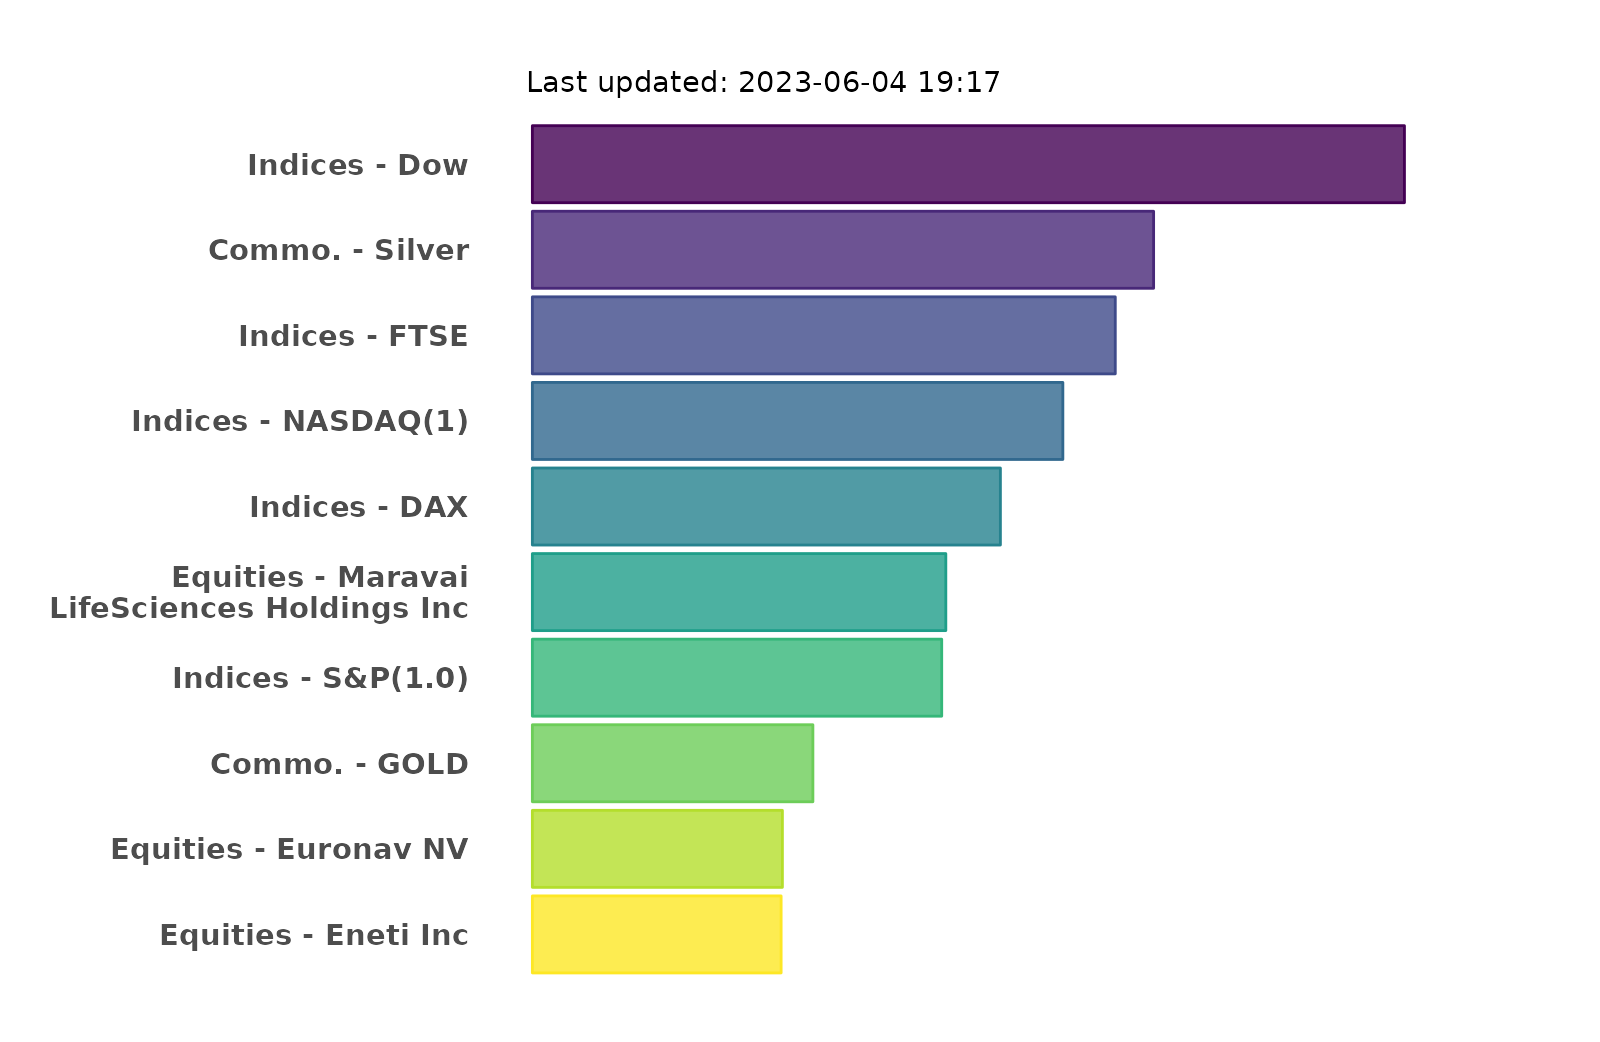 Last updated: 2023-06-04 19:17
Indices - Dow
Commo. - Silver
Indices - FTSE
Indices - NASDAQ(1)
Indices - DAX
Equities - Maravai
LifeSciences Holdings Inc
Indices - S&P(1.0)
Commo. - GOLD
Equities - Euronav NV
Equities - Eneti Inc